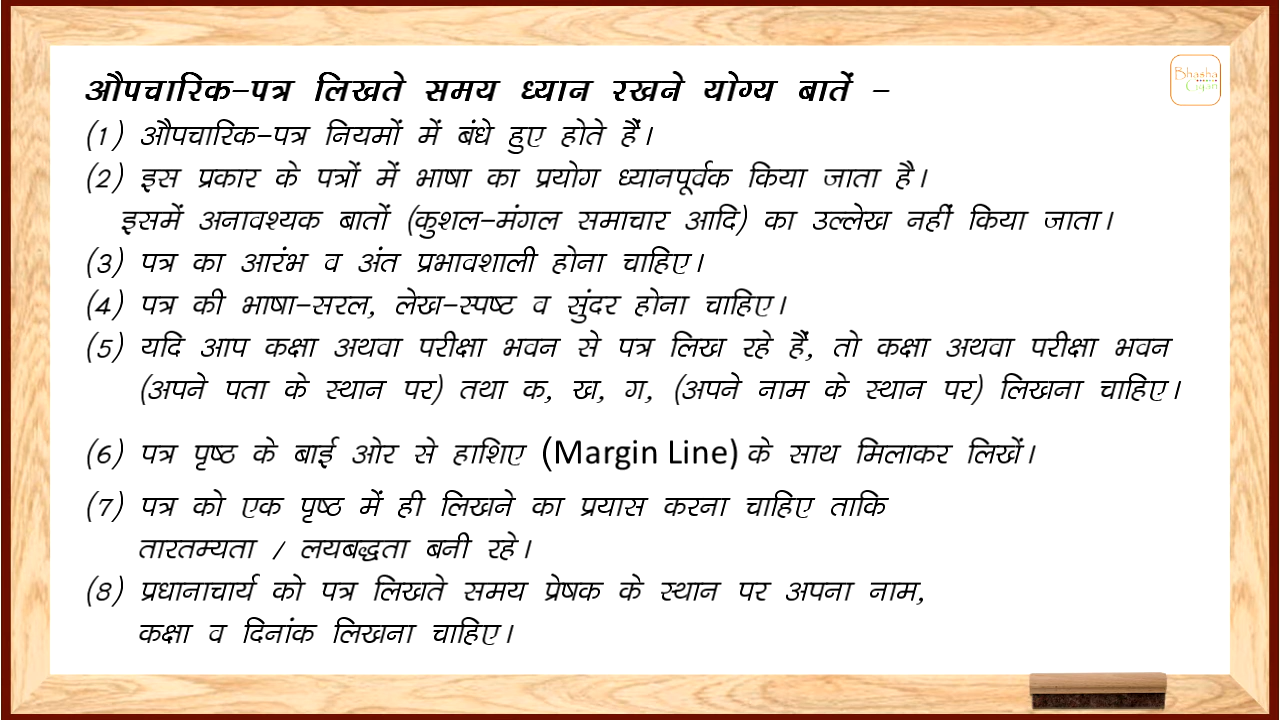 औपचारिक-पत्र लिखते समय ध्यान रखने योग्य बातें -
(1) औपचारिक-पत्र नियमों में बंधे हुए होते हैं।
(2) इस प्रकार के पत्रों में भाषा का प्रयोग ध्यानपूर्वक किया जाता है।
इसमें अनावश्यक बातों (कुशल-मंगल समाचार आदि) का उल्लेख नहीं किया जाता।
(3) पत्र का आरंभ व अंत प्रभावशाली होना चाहिए।
(4) पत्र की भाषा-सरल, लेख-स्पष्ट व सुंदर होना चाहिए।
(5) यदि आप कक्षा अथवा परीक्षा भवन से पत्र लिख रहे हैं, तो कक्षा अथवा परीक्षा भवन
(अपने पता के स्थान पर) तथा क, ख, ग, (अपने नाम के स्थान पर) लिखना चाहिए।
(6) पत्र पृष्ठ के बाई ओर से हाशिए (Margin Line) के साथ मिलाकर लिखें।
(7) पत्र को एक पृष्ठ में ही लिखने का प्रयास करना चाहिए ताकि
तारतम्यता / लयबद्धता बनी रहे।
(8) प्रधानाचार्य को पत्र लिखते समय प्रेषक के स्थान पर अपना नाम,
कक्षा व दिनांक लिखना चाहिए।
Bhasha
Gyan